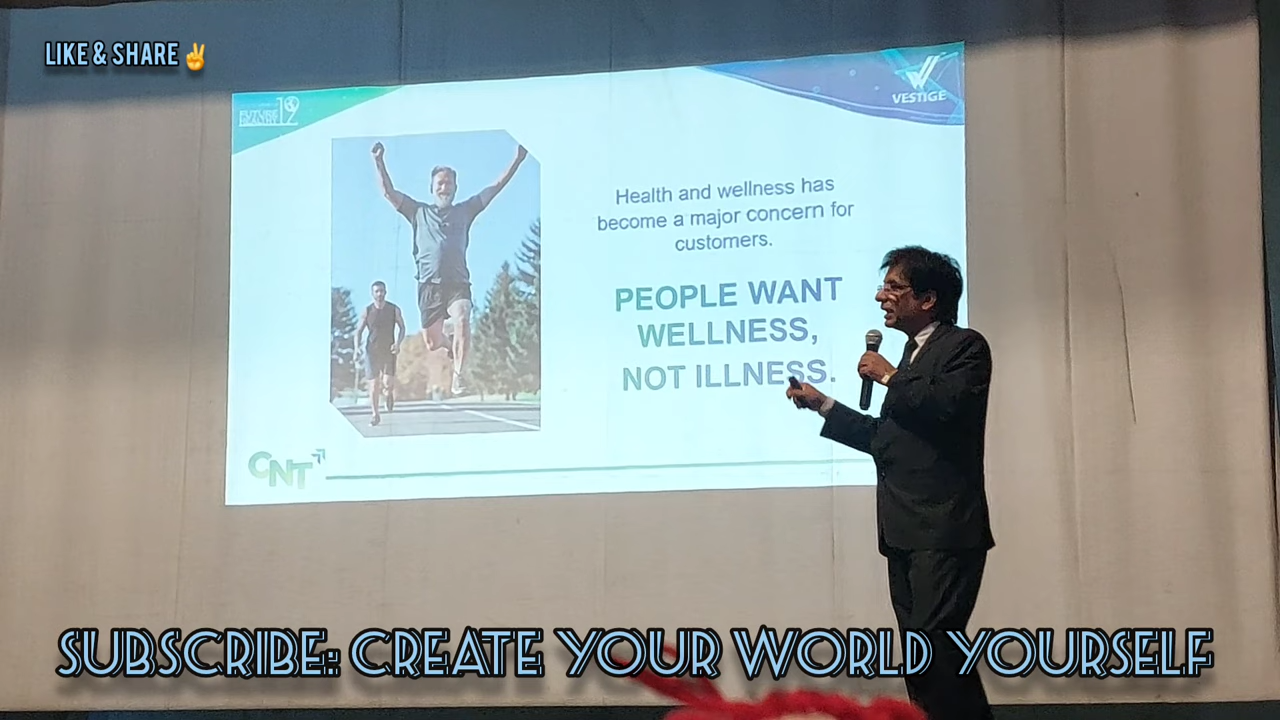 LIKE & SHARE ✌
19
VESTIGE
Health and wellness has
become a major concern for
customers.
PEOPLE WANT
WELLNESS,
NOT ILLNESS.
CNT
SUBSCRIBE: CREATE YOUR WORLD YOURSELF